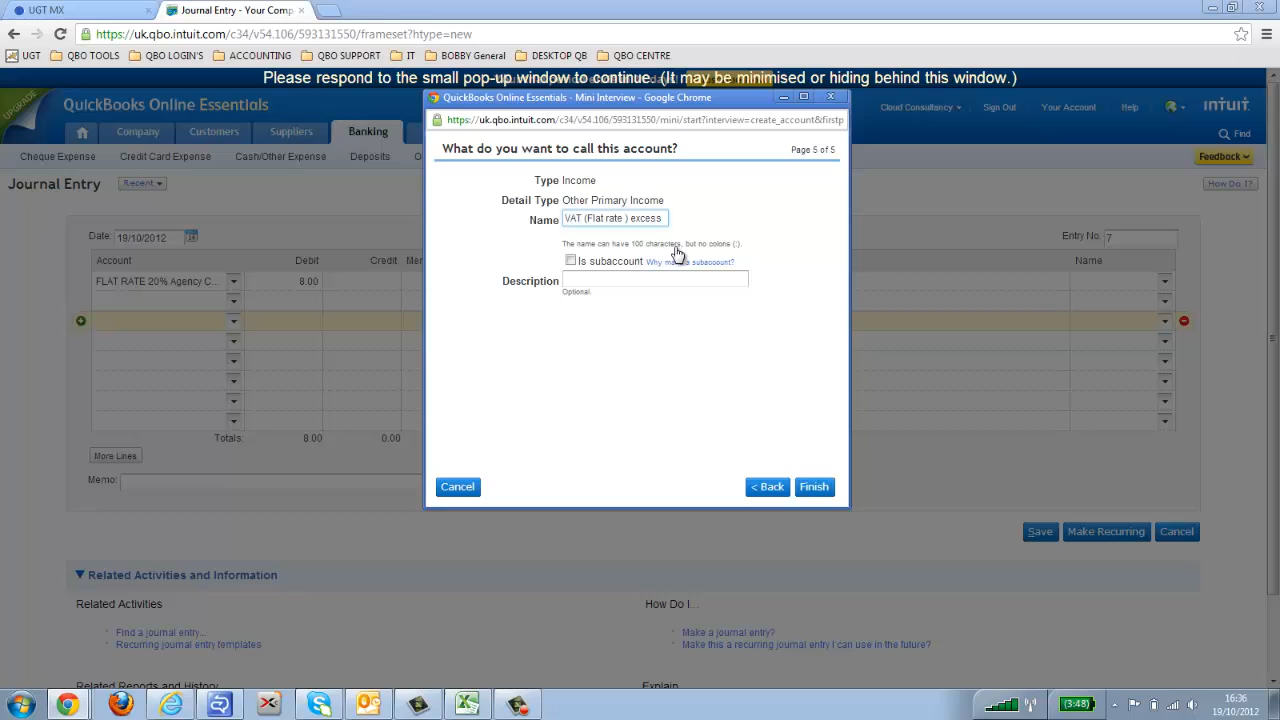 UGT MX
Journal Entry - Your Comp
https://uk.qbo.intuit.com/c34/v54.106/593131550/frameset?htype=new
UGT
QBO TOOLS
QBO LOGIN'S
ACCOUNTING
QBO SUPPORT
IT
BOBBY General
DESKTOP QB
QBO CENTRE
Please respond to the small pop-up window to continue. (It may be minimised or hiding behind this window.)
QuickBooks Online Essentials
Cloud Consultancy
Sign Out
Your Account
Help
intuit
Home
Company
Customers
Suppliers
Banking
Find
Cheque Expense
Credit Card Expense
Cash/Other Expense
Deposits
Feedback
Journal Entry
Recent
How Do I?
Date: 19/10/2012
Entry No. 7
Account
Debit
Credit
Name
FLAT RATE 20% Agency C...
8.00
Totals:
8.00
0.00
More Lines
Memo:
Save
Make Recurring
Cancel
QuickBooks Online Essentials - Mini Interview - Google Chrome
https://uk.qbo.intuit.com/c34/v54.106/593131550/mini/start?interview=create_account&firstp
What do you want to call this account?
Page 5 of 5
Type Income
Detail Type Other Primary Income
Name VAT (Flat rate ) excess
The name can have 100 characters, but no colons (:).
Is subaccount
subaccount?
Description
Optional.
Cancel
< Back
Finish
Related Activities and Information
Related Activities
How Do I...
Find a journal entry...
Make a journal entry?
Recurring journal entry templates
Make this a recurring journal entry I can use in the future?
Related Reports and History
Explain
(3:48)
16:36
19/10/2012